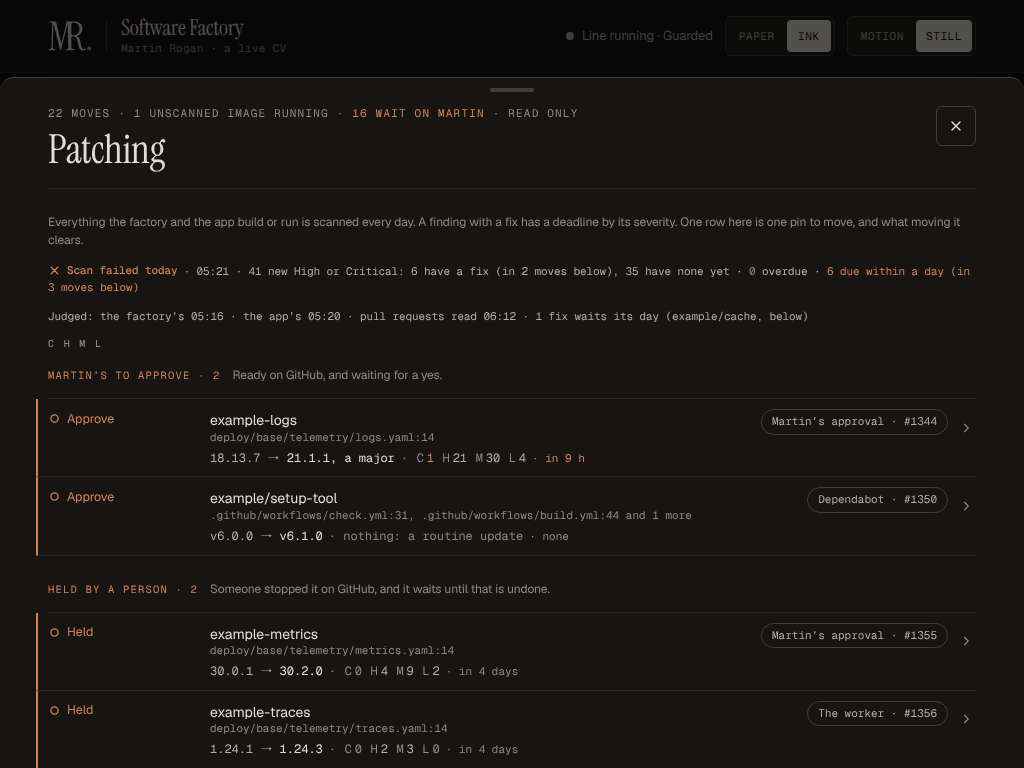 MR.
Software Factory
Martin Rogan · a live CV
Line running · Guarded
PAPER INK
MOTION STILL
22 MOVES · 1 UNSCANNED IMAGE RUNNING · 16 WAIT ON MARTIN · READ ONLY
Patching
Everything the factory and the app build or run is scanned every day. A finding with a fix has a deadline by its severity. One row here is one pin to move, and what moving it
clears.
Scan failed today · 05:21 · 41 new High or Critical: 6 have a fix (in 2 moves below), 35 have none yet · 0 overdue · 6 due within a day (in
3 moves below)
Judged: the factory's 05:16 · the app's 05:20 · pull requests read 06:12 · 1 fix waits its day (example/cache, below)
C H M L
MARTIN'S TO APPROVE · 2 Ready on GitHub, and waiting for a yes.
Approve
example-logs
deploy/base/telemetry/logs.yaml:14
18.13.7 → 21.1.1, a major · C1 H21 M30 L4 · in 9 h
Martin's approval · #1344
Approve
example/setup-tool
.github/workflows/check.yml:31, .github/workflows/build.yml:44 and 1 more
v6.0.0 → v6.1.0 · nothing: a routine update · none
Dependabot · #1350
HELD BY A PERSON · 2 Someone stopped it on GitHub, and it waits until that is undone.
Held
example-metrics
deploy/base/telemetry/metrics.yaml:14
30.0.1 → 30.2.0 · C0 H4 M9 L2 · in 4 days
Martin's approval · #1355
Held
example-traces
deploy/base/telemetry/traces.yaml:14
1.24.1 → 1.24.3 · C0 H2 M3 L0 · in 4 days
The worker · #1356